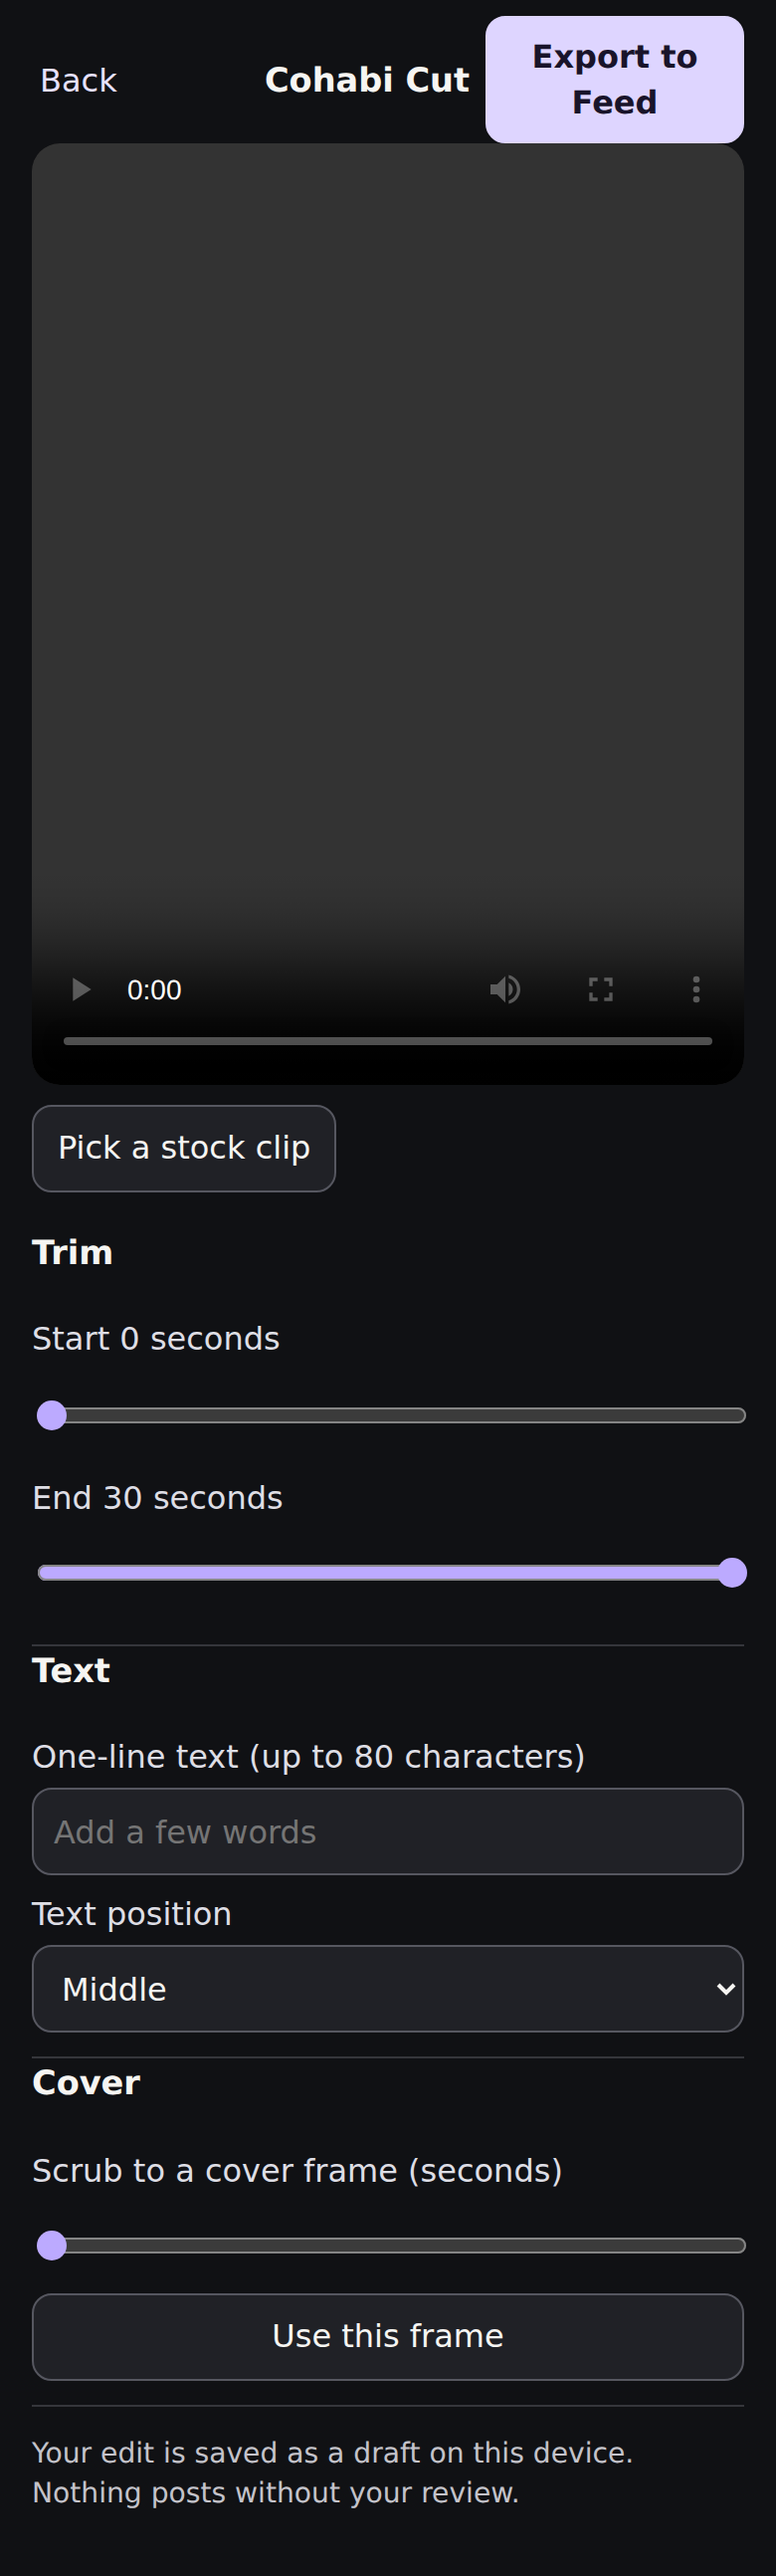 Back
Cohabi Cut
Export to
Feed
0:00
Pick a stock clip
Trim
Start 0 seconds
End 30 seconds
Text
One-line text (up to 80 characters)
Add a few words
Text position
Middle
Cover
Scrub to a cover frame (seconds)
Use this frame
Your edit is saved as a draft on this device.
Nothing posts without your review.